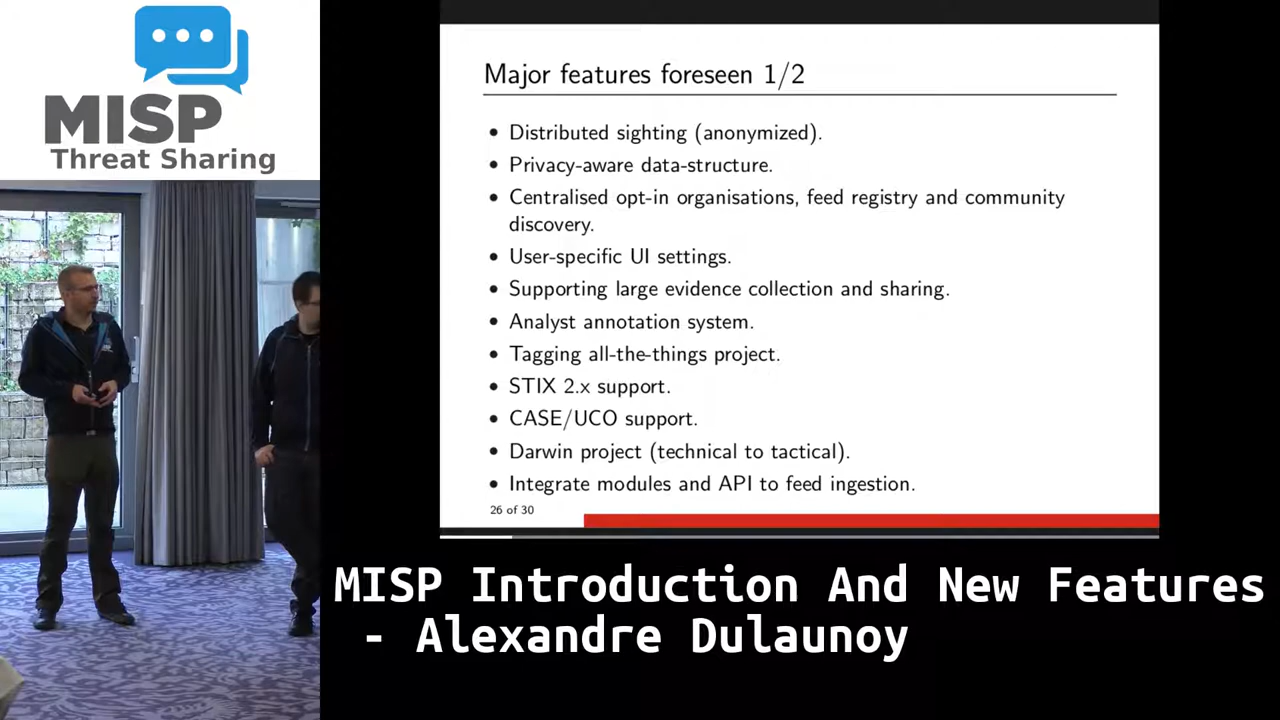 MISP
Threat Sharing
Major features foreseen 1/2
• Distributed sighting (anonymized).
• Privacy-aware data-structure.
• Centralised opt-in organisations, feed registry and community
discovery.
• User-specific UI settings.
• Supporting large evidence collection and sharing.
• Analyst annotation system.
• Tagging all-the-things project.
• STIX 2.x support.
• CASE/UCO support.
• Darwin project (technical to tactical).
• Integrate modules and API to feed ingestion.
26 of 30
MISP Introduction And New Features
- Alexandre Dulaunoy